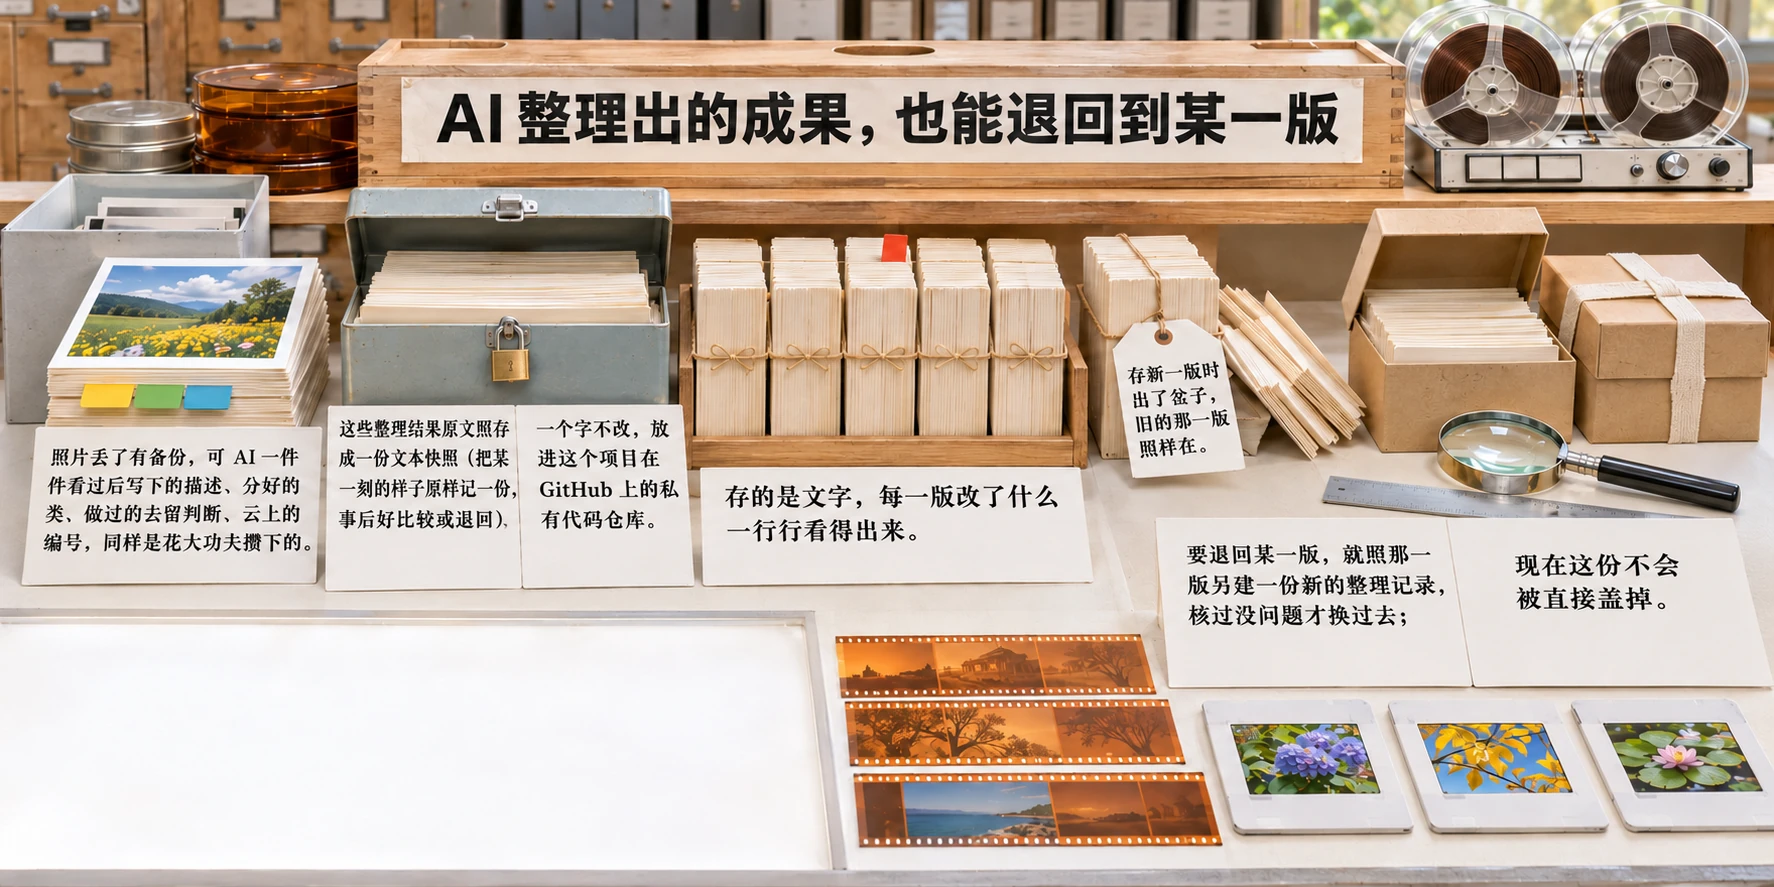 AI 整理出的成果，也能退回到某一版
照片丢了有备份，可 AI 一件
件看过后写下的描述、分好的
类、做过的去留判断、云上的
编号，同样是花大功夫攒下的。
这些整理结果原文照存
成一份文本快照（把某
一刻的样子原样记一份，
事后好比较或退回），
一个字不改，放
进这个项目在
GitHub 上的私
有代码仓库。
存的是文字，每一版改了什么
一行行看得出来。
存新一版时
出了岔子，
旧的那一版
照样在。
要退回某一版，就照那一
版另建一份新的整理记录，
核过没问题才换过去；
现在这份不会
被直接盖掉。